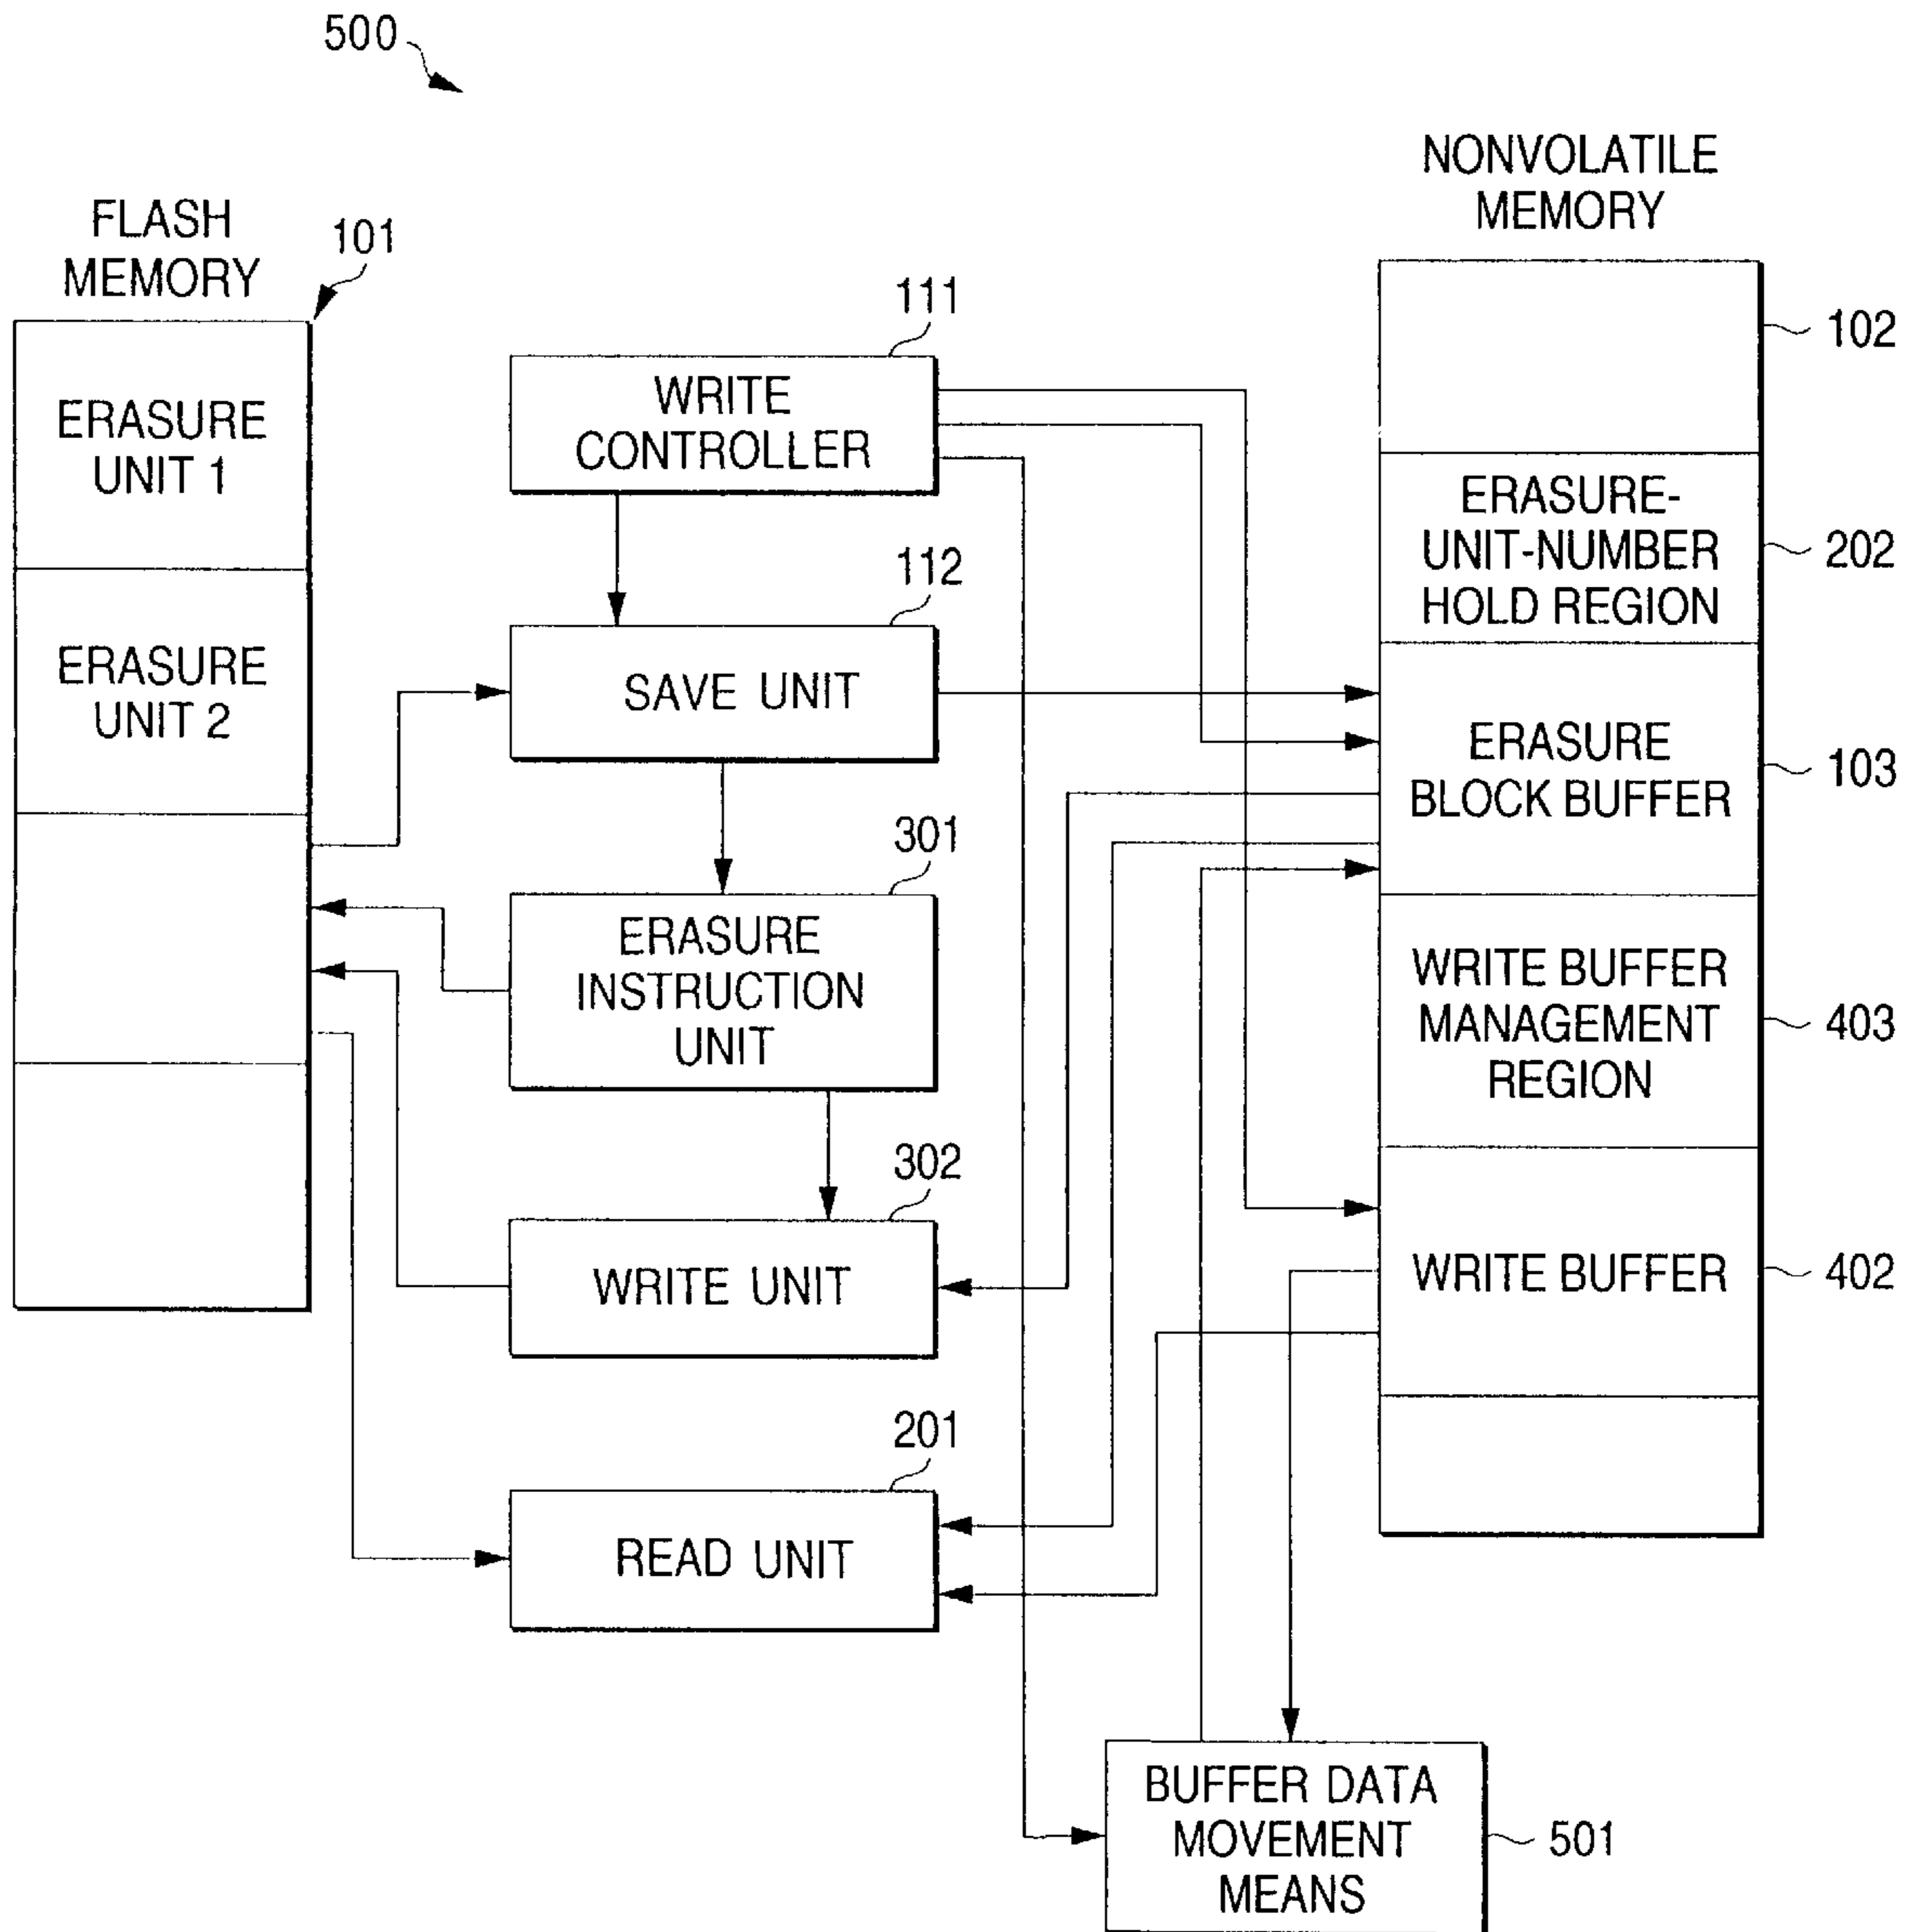 500
NONVOLATILE
MEMORY
FLASH
MEMORY
101
111
102
ERASURE
UNIT 1
WRITE
CONTROLLER
ERASURE-
UNIT-NUMBER
HOLD REGION
202
112
ERASURE
UNIT 2
SAVE UNIT
ERASURE
BLOCK BUFFER
103
301
ERASURE
INSTRUCTION
UNIT
WRITE BUFFER
MANAGEMENT
REGION
403
302
WRITE UNIT
WRITE BUFFER
402
201
READ UNIT
BUFFER DATA
MOVEMENT
MEANS
501